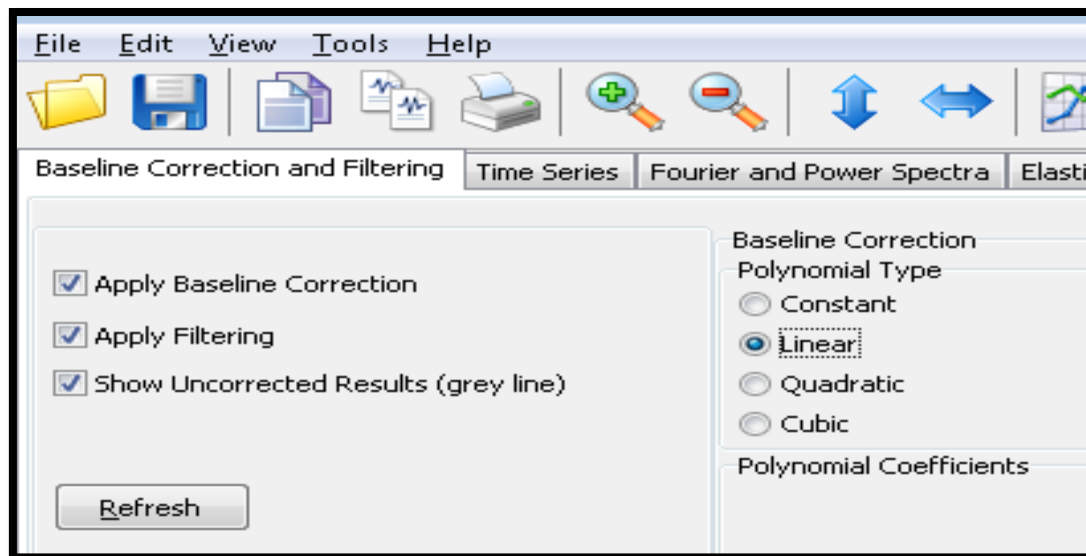 File Edit View Tools Help
Baseline Correction and Filtering Time Series Fourier and Power Spectra Elasti
Apply Baseline Correction
Apply Filtering
Show Uncorrected Results (grey line)
Refresh
Baseline Correction
Polynomial Type
Constant
Linear
Quadratic
Cubic
Polynomial Coefficients